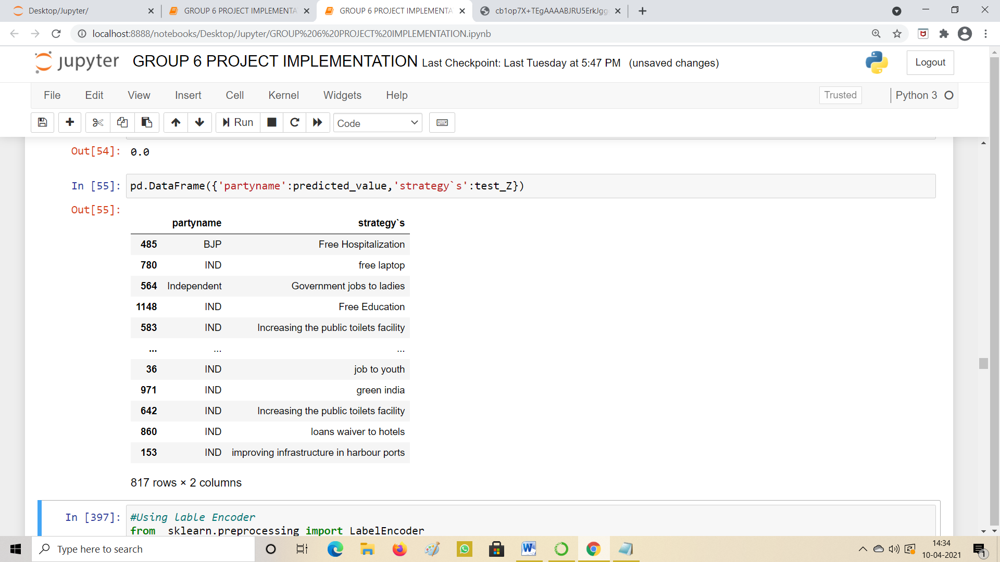 Desktop/Jupyter/
GROUP 6 PROJECT IMPLEMENTA
GROUP 6 PROJECT IMPLEMENTA
cb1op7X+TEgAAAABJRU5ErkJgg
localhost:8888/notebooks/Desktop/Jupyter/GROUP%206%20PROJECT%20IMPLEMENTATION.ipynb
jupyter GROUP 6 PROJECT IMPLEMENTATION Last Checkpoint: Last Tuesday at 5:47 PM (unsaved changes)
Logout
File Edit View Insert Cell Kernel Widgets Help
Trusted
Python 3
Run
Code
Out[54]: 0.0
In [55]: pd.DataFrame({'partyname':predicted_value,'strategy`s':test_Z})
Out[55]:
partyname strategy`s
485 BJP Free Hospitalization
780 IND free laptop
564 Independent Government jobs to ladies
1148 IND Free Education
583 IND Increasing the public toilets facility
... ... ...
36 IND job to youth
971 IND green india
642 IND Increasing the public toilets facility
860 IND loans waiver to hotels
153 IND improving infrastructure in harbour ports
817 rows × 2 columns
In [397]: #Using lable Encoder
from sklearn.preprocessing import LabelEncoder
Type here to search
14:34
10-04-2021
1